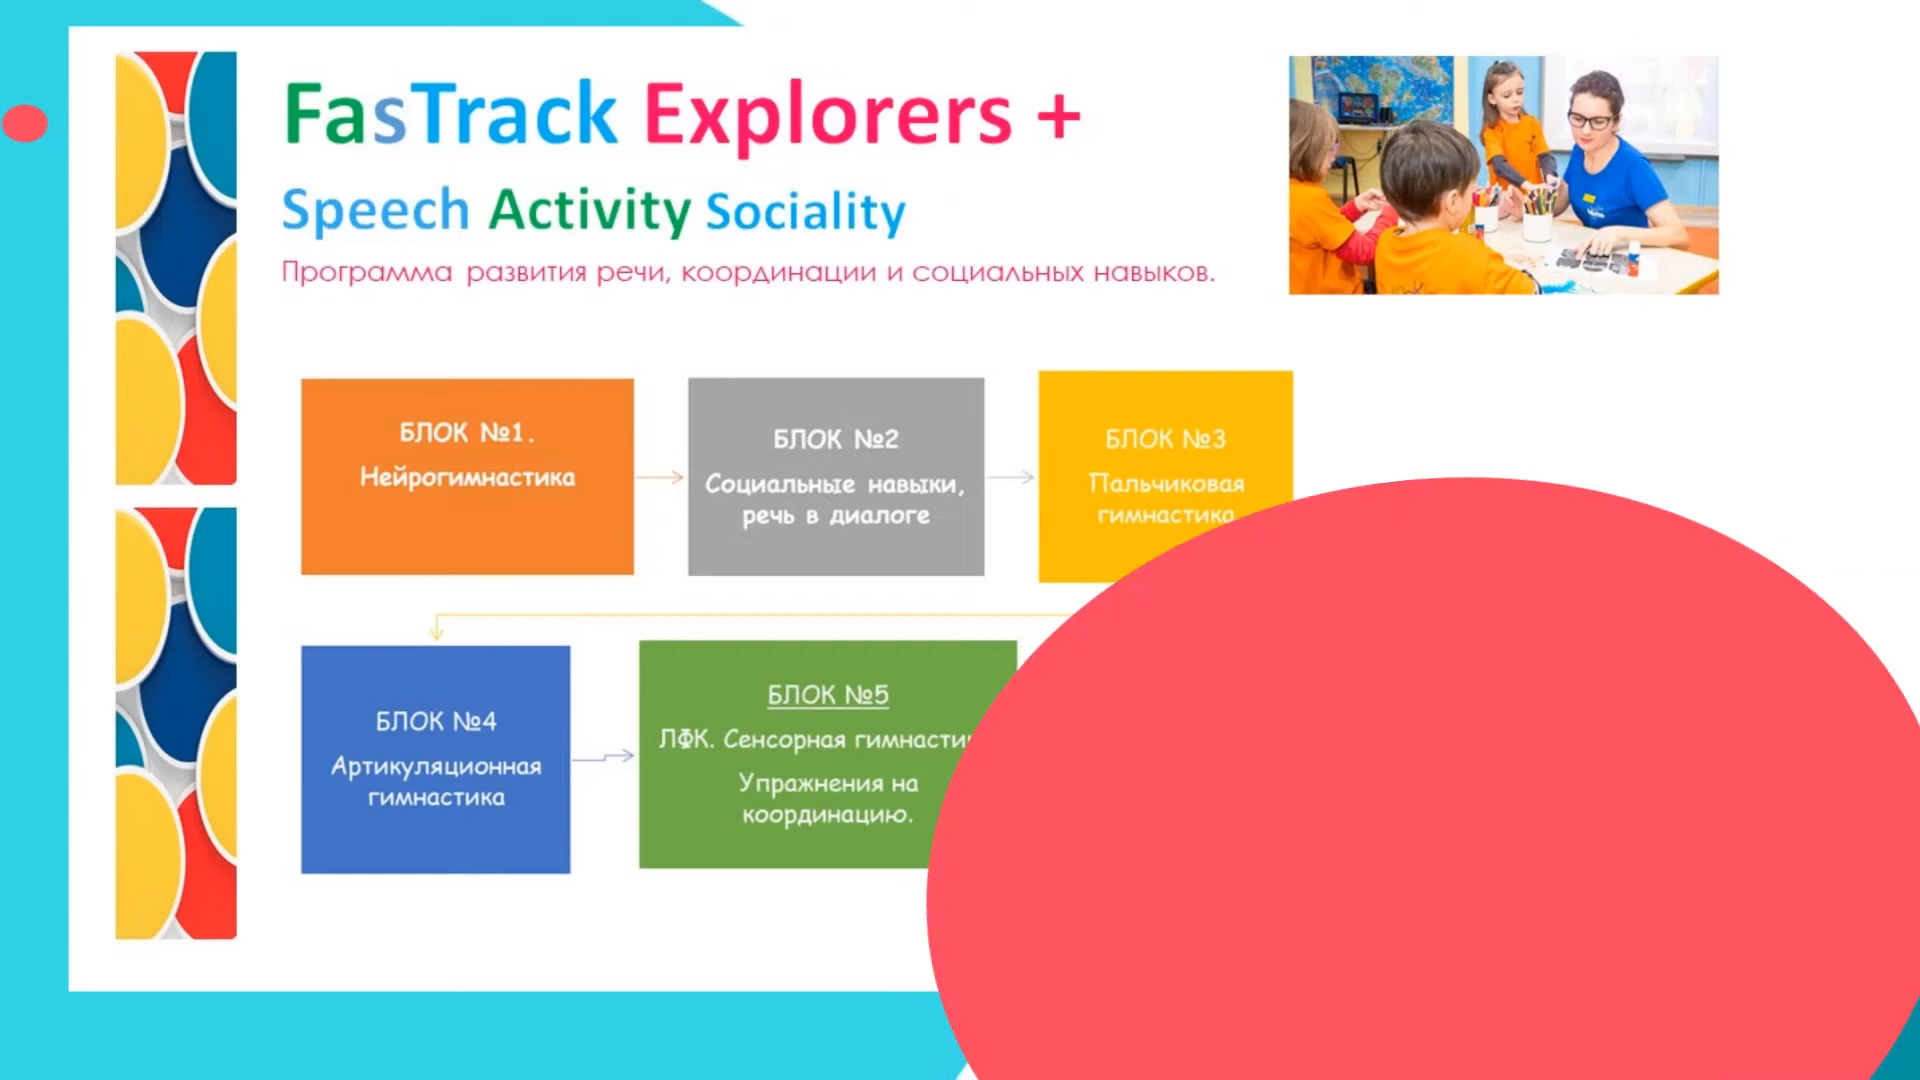 FasTrack Explorers +
Speech Activity Sociality
Программа развития речи, координации и социальных навыков.
БЛОК №1.
Нейрогимнастика
БЛОК №2
Социальные навыки,
речь в диалоге
БЛОК №3
Пальчиковая
гимнастика
БЛОК №4
Артикуляционная
гимнастика
БЛОК №5
ЛФК. Сенсорная
Упражнения на
координацию.